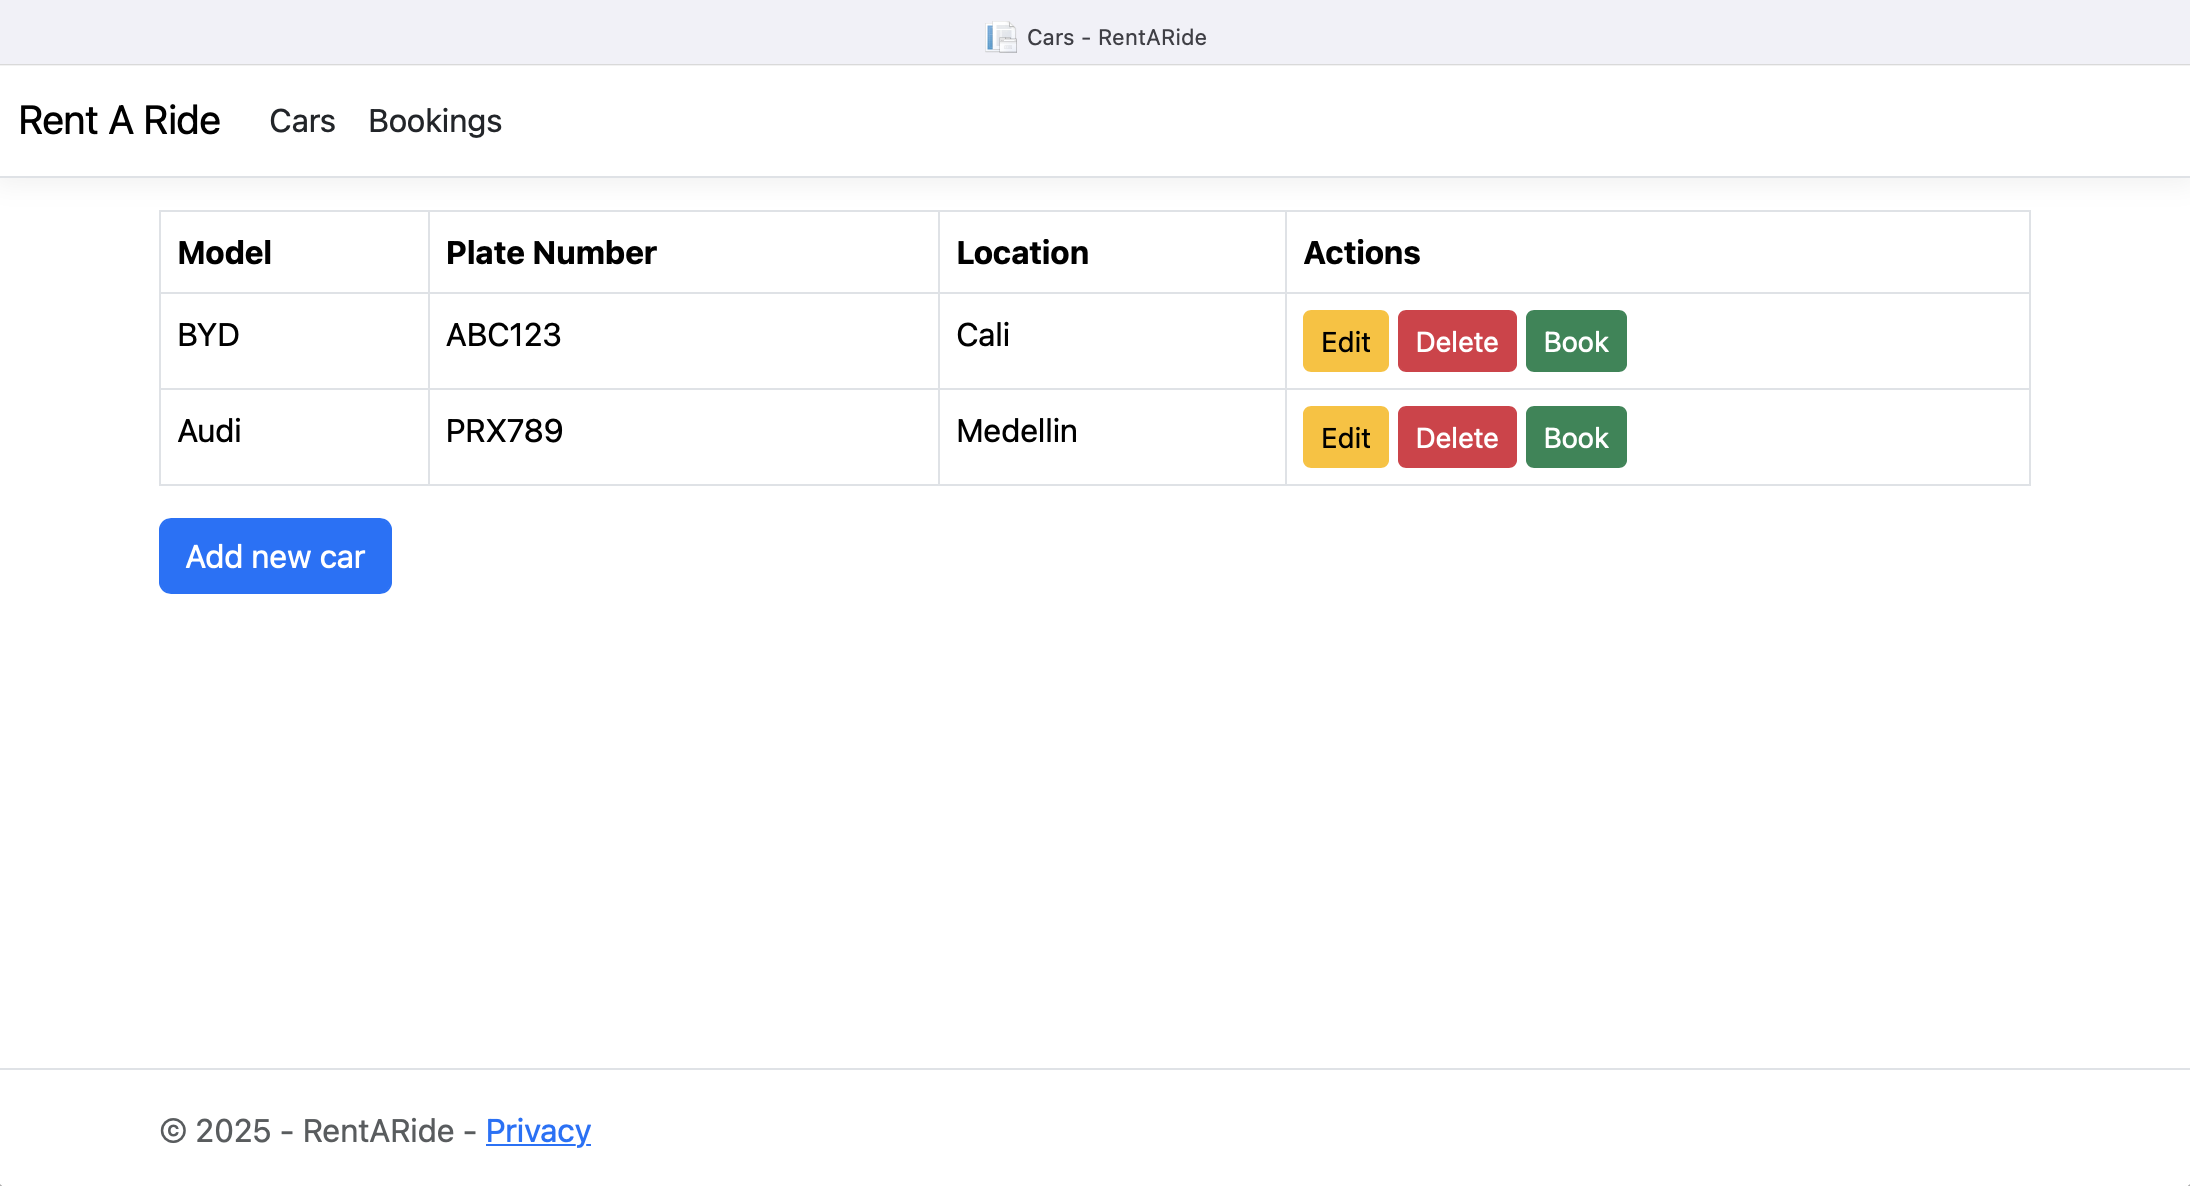 Cars - RentARide
Rent A Ride Cars Bookings
Model Plate Number Location Actions
BYD ABC123 Cali Edit Delete Book
Audi PRX789 Medellin Edit Delete Book
Add new car
© 2025 - RentARide - Privacy